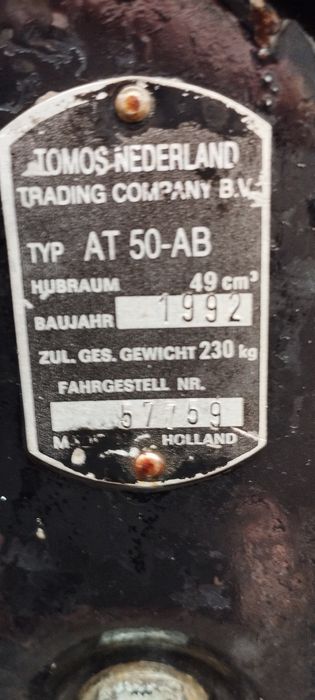 TOMOS NEDERLAND
TRADING COMPANY B.V.
TYP AT 50-AB
HUBRAUM 49 cm³
BAUJAHR 1992
ZUL. GES. GEWICHT 230 kg
FAHRGESTELL NR.
57759
HOLLAND